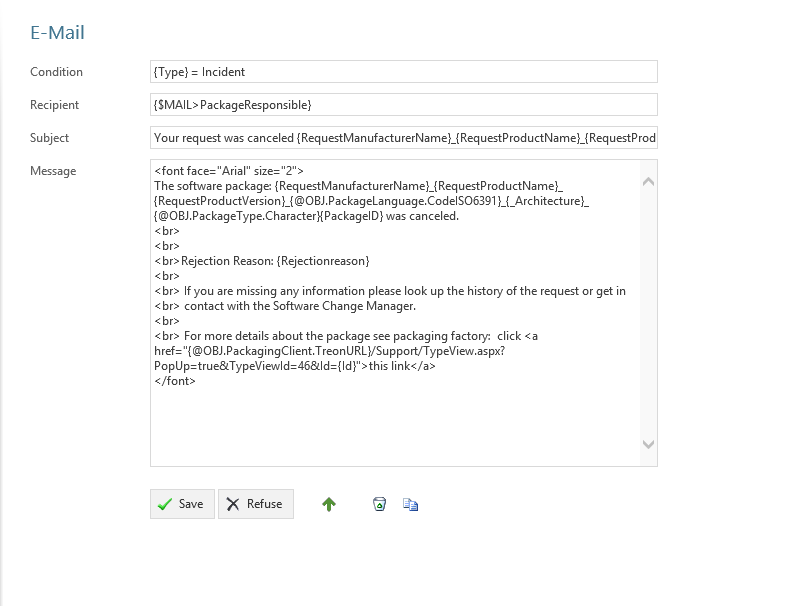 E-Mail
Condition
{Type} = Incident
Recipient
{$MAIL>PackageResponsible}
Subject
Your request was canceled {RequestManufacturerName}_{RequestProductName}_{RequestProd
Message
<font face="Arial" size="2">
The software package: {RequestManufacturerName}_{RequestProductName}_
{RequestProductVersion}_{@OBJ.PackageLanguage.CodeISO6391}_{_Architecture}_
{@OBJ.PackageType.Character}{PackageID} was canceled.
<br>
<br>
<br>Rejection Reason: {Rejectionreason}
<br>
<br> If you are missing any information please look up the history of the request or get in
<br> contact with the Software Change Manager.
<br>
<br> For more details about the package see packaging factory:  click <a
href="{@OBJ.PackagingClient.TreonURL}/Support/TypeView.aspx?
PopUp=true&TypeViewId=46&Id={Id}">this link</a>
</font>
Save
Refuse